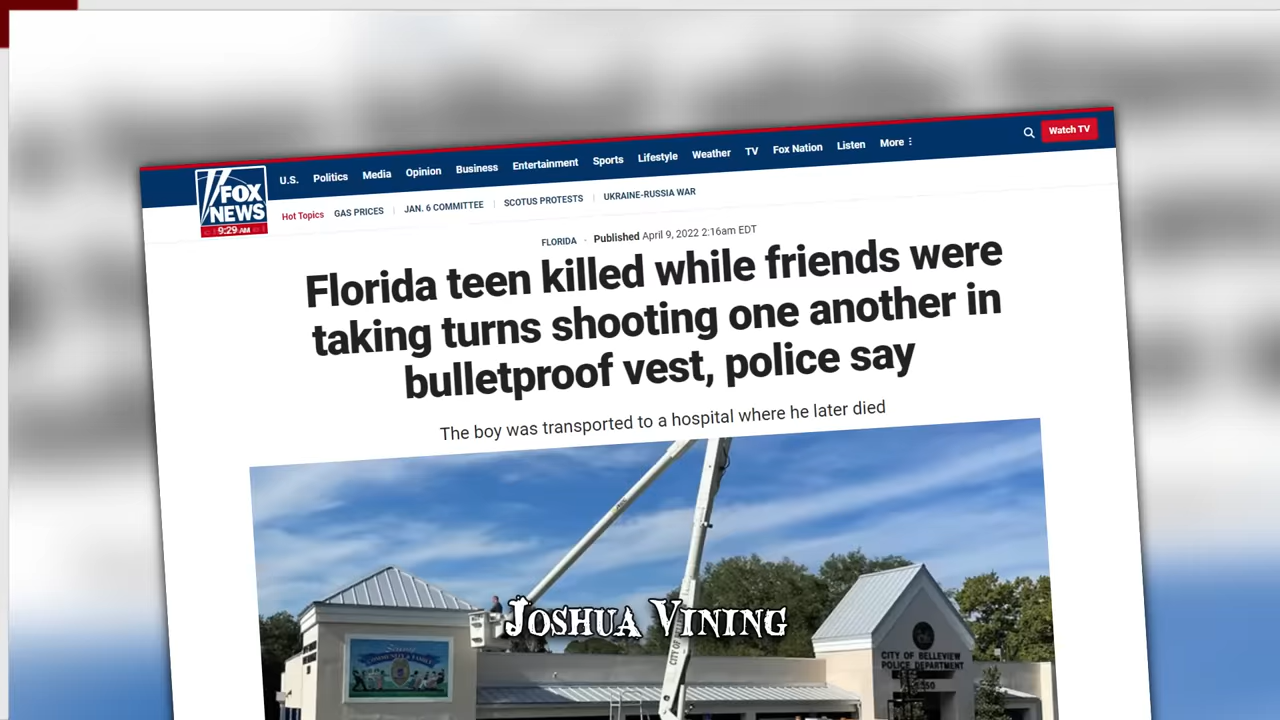 U.S. Politics Media Opinion Business Entertainment Sports Lifestyle Weather TV Fox Nation Listen More
Watch TV
FOX
NEWS
9:29 AM
Hot Topics GAS PRICES JAN. 6 COMMITTEE SCOTUS PROTESTS UKRAINE-RUSSIA WAR
FLORIDA · Published April 9, 2022 2:16am EDT
Florida teen killed while friends were
taking turns shooting one another in
bulletproof vest, police say
The boy was transported to a hospital where he later died
JOSHUA VINING
CITY OF BELLEVIEW
POLICE DEPARTMENT